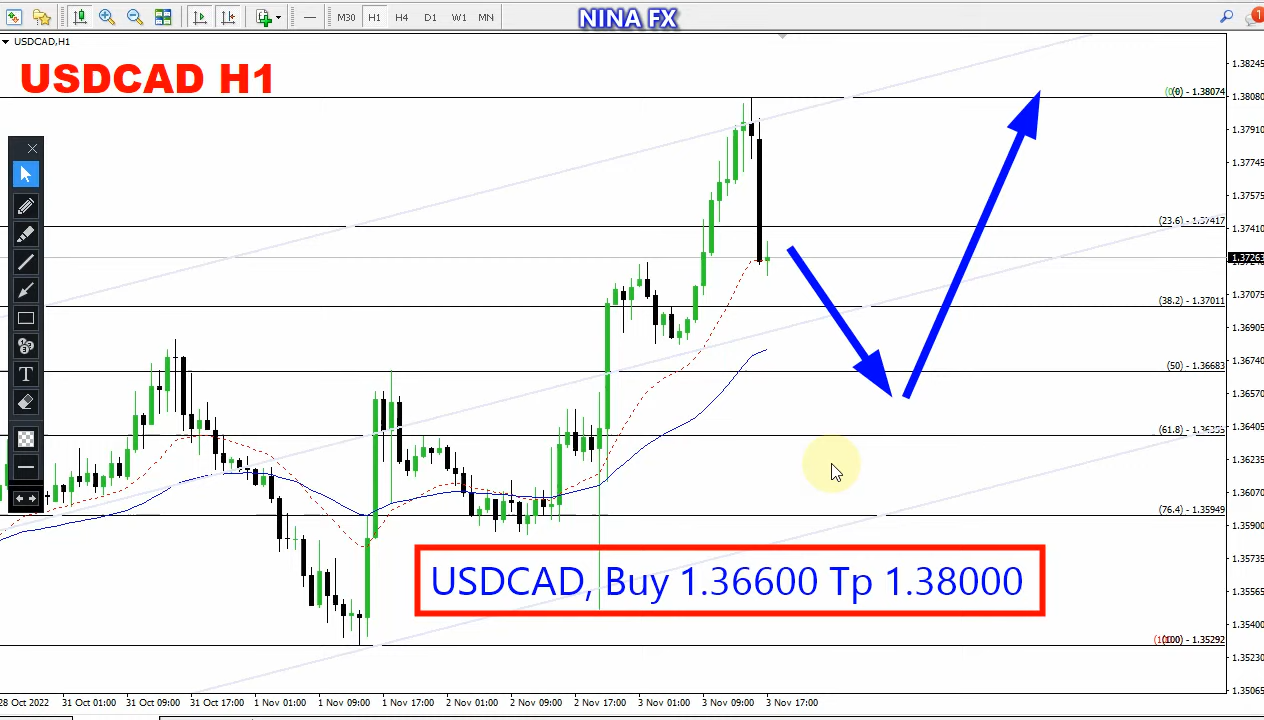 M30 H1 H4 D1 W1 MN
NINA FX
1
USDCAD,H1
USDCAD H1
1.38245
(0) - 1.38074
1.38080
1.37910
1.37745
1.37575
(23.6) - 1.37417
1.37410
1.37263
(38.2) - 1.37011
1.37075
1.36905
1.36740
(50) - 1.36683
1.36570
T
1.36405
(61.8) -
1.36235
1.36070
(76.4) - 1.35949
1.35900
1.35735
USDCAD, Buy 1.36600 Tp 1.38000
1.35565
1.35400
(100) - 1.35292
1.35230
1.35065
28 Oct 2022 31 Oct 01:00 31 Oct 09:00 31 Oct 17:00 1 Nov 01:00 1 Nov 09:00 1 Nov 17:00 2 Nov 01:00 2 Nov 09:00 2 Nov 17:00 3 Nov 01:00 3 Nov 09:00 3 Nov 17:00